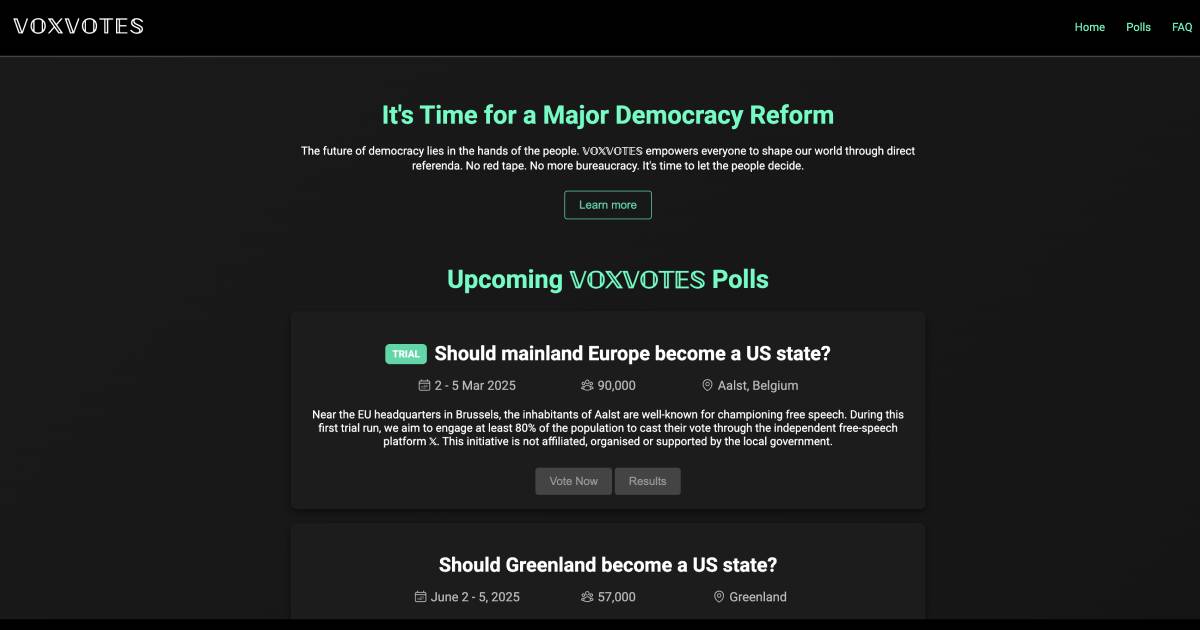 𝕍𝕆𝕏𝕍𝕆𝕋𝔼𝕊
Home Polls FAQ
It's Time for a Major Democracy Reform
The future of democracy lies in the hands of the people. 𝕍𝕆𝕏𝕍𝕆𝕋𝔼𝕊 empowers everyone to shape our world through direct
referenda. No red tape. No more bureaucracy. It's time to let the people decide.
Learn more
Upcoming 𝕍𝕆𝕏𝕍𝕆𝕋𝔼𝕊 Polls
TRIAL Should mainland Europe become a US state?
2 - 5 Mar 2025 90,000 Aalst, Belgium
Near the EU headquarters in Brussels, the inhabitants of Aalst are well-known for championing free speech. During this
first trial run, we aim to engage at least 80% of the population to cast their vote through the independent free-speech
platform 𝕏. This initiative is not affiliated, organised or supported by the local government.
Vote Now Results
Should Greenland become a US state?
June 2 - 5, 2025 57,000 Greenland